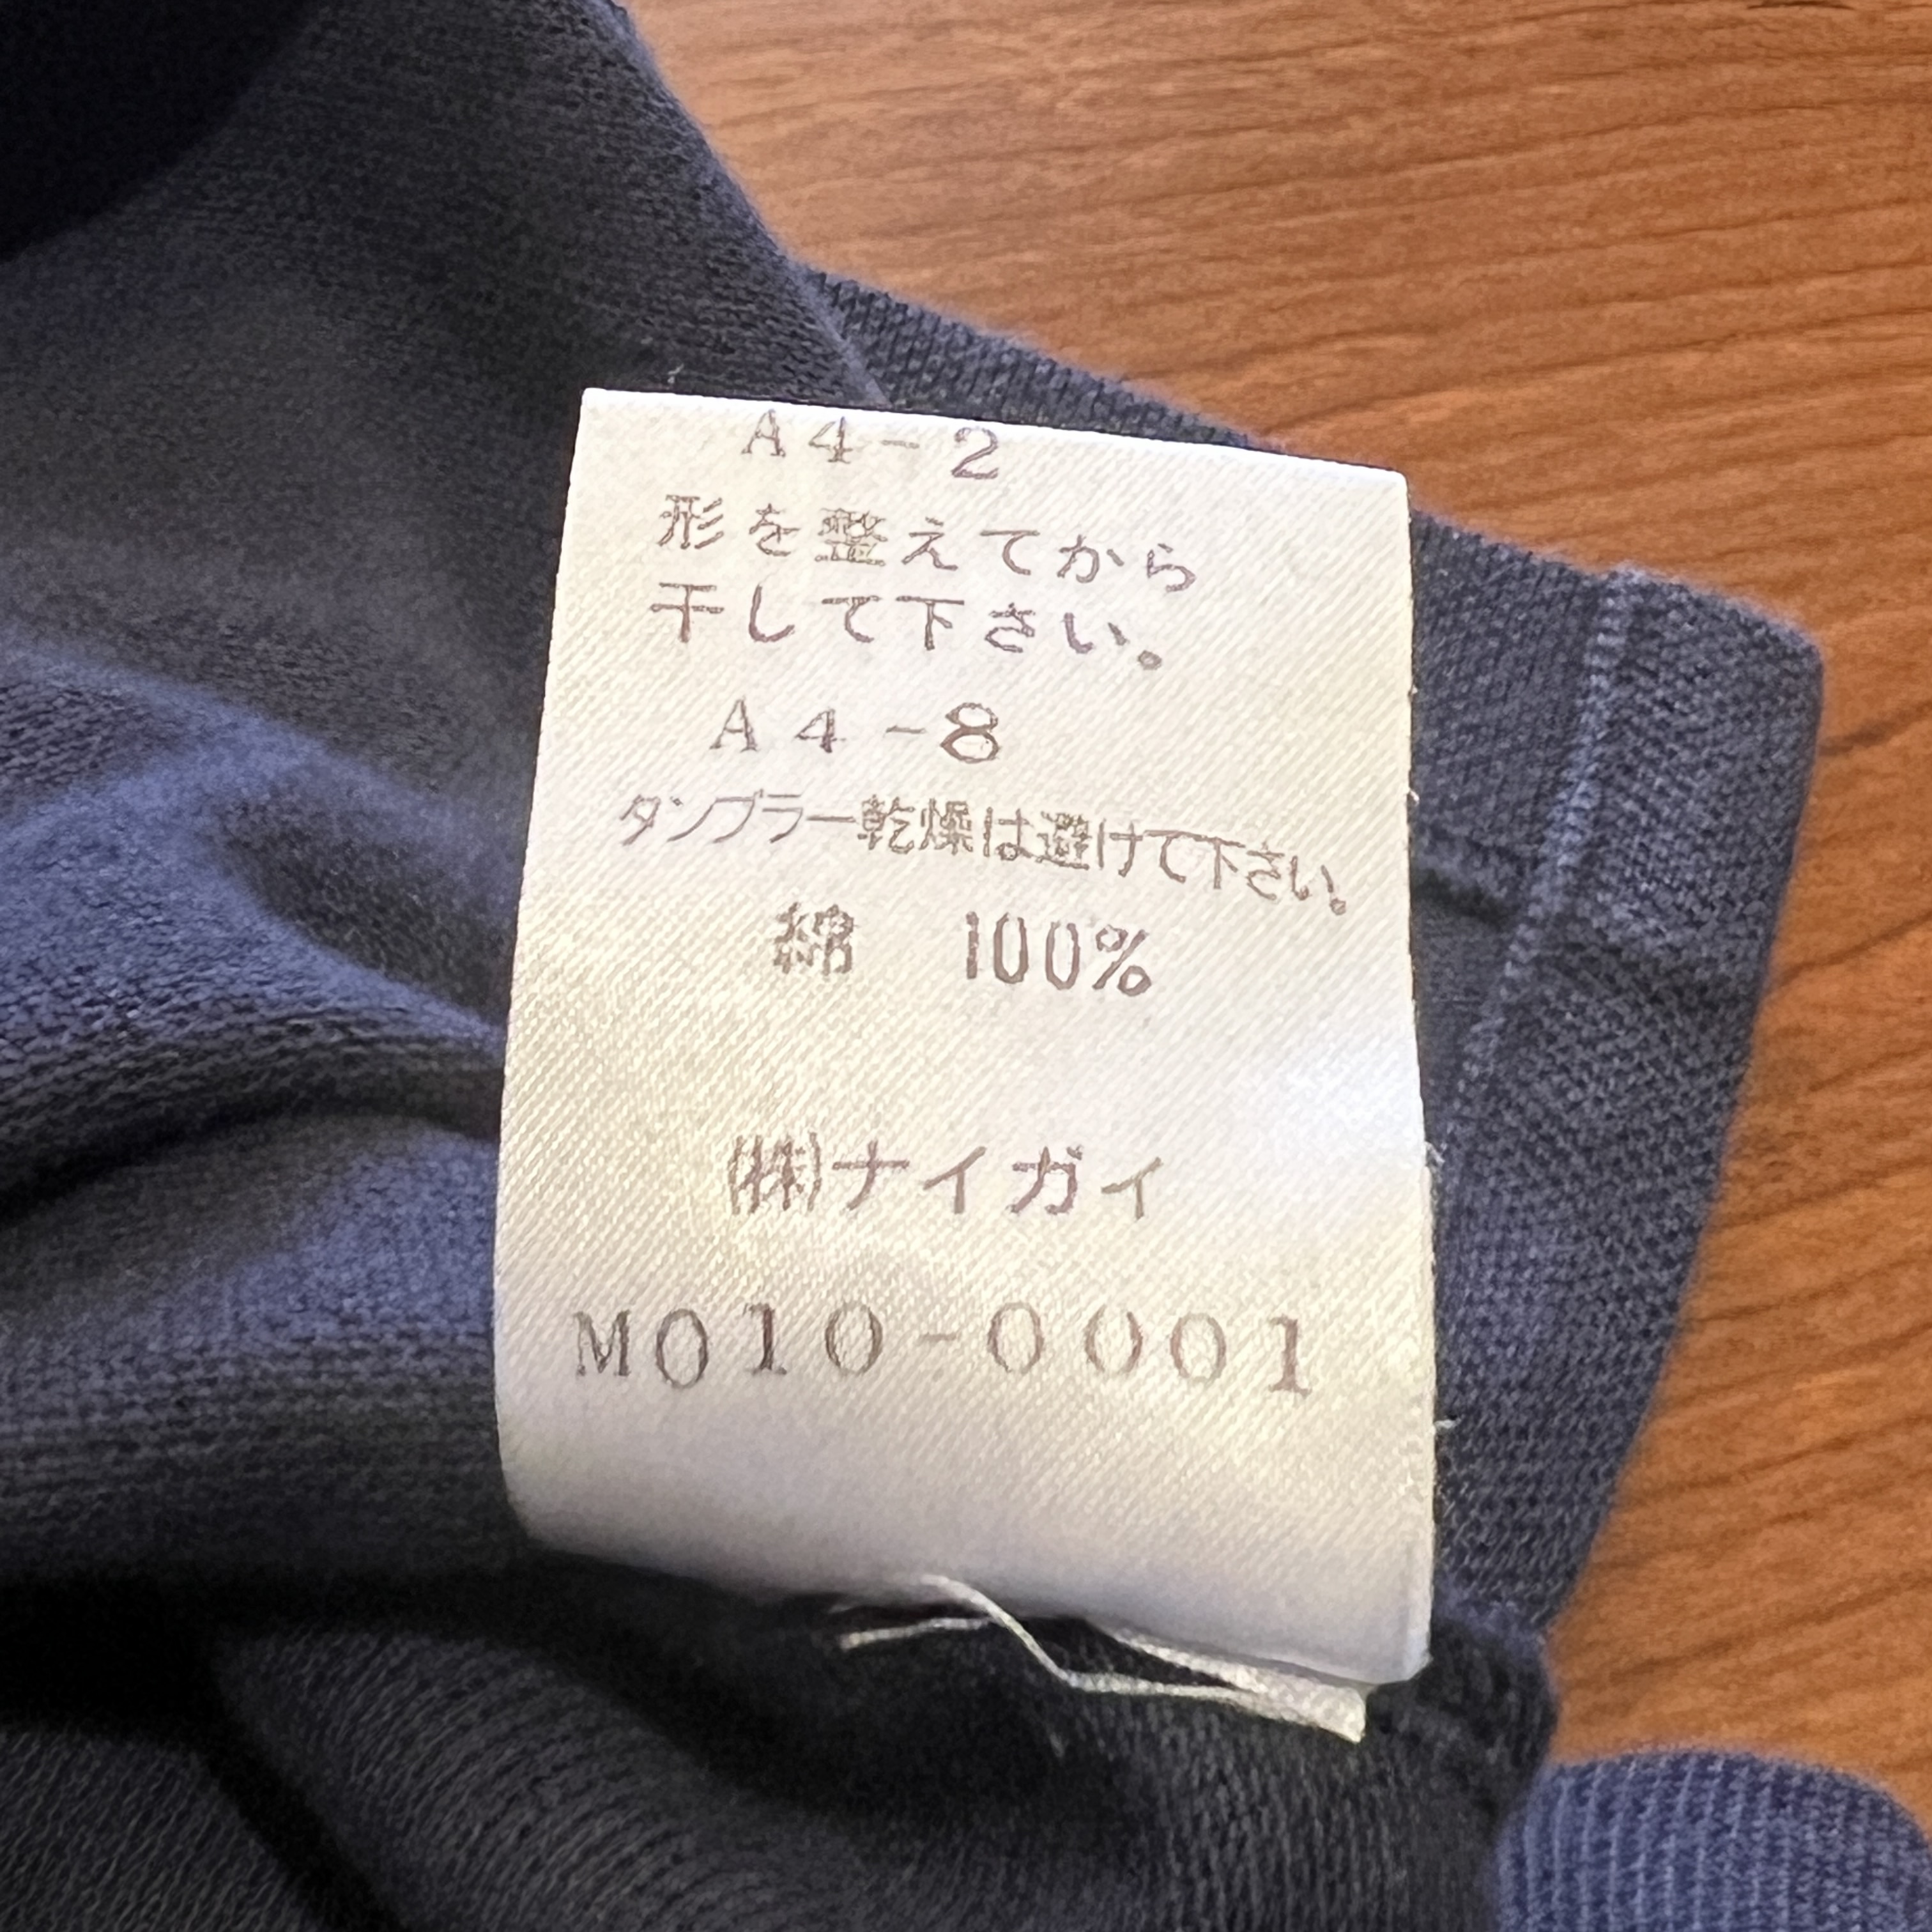 A4-2
形を整えてから
干して下さい。
A4-8
タンブラー乾燥は避けて下さい。
綿 100%
㈱ナイガイ
M010-0001